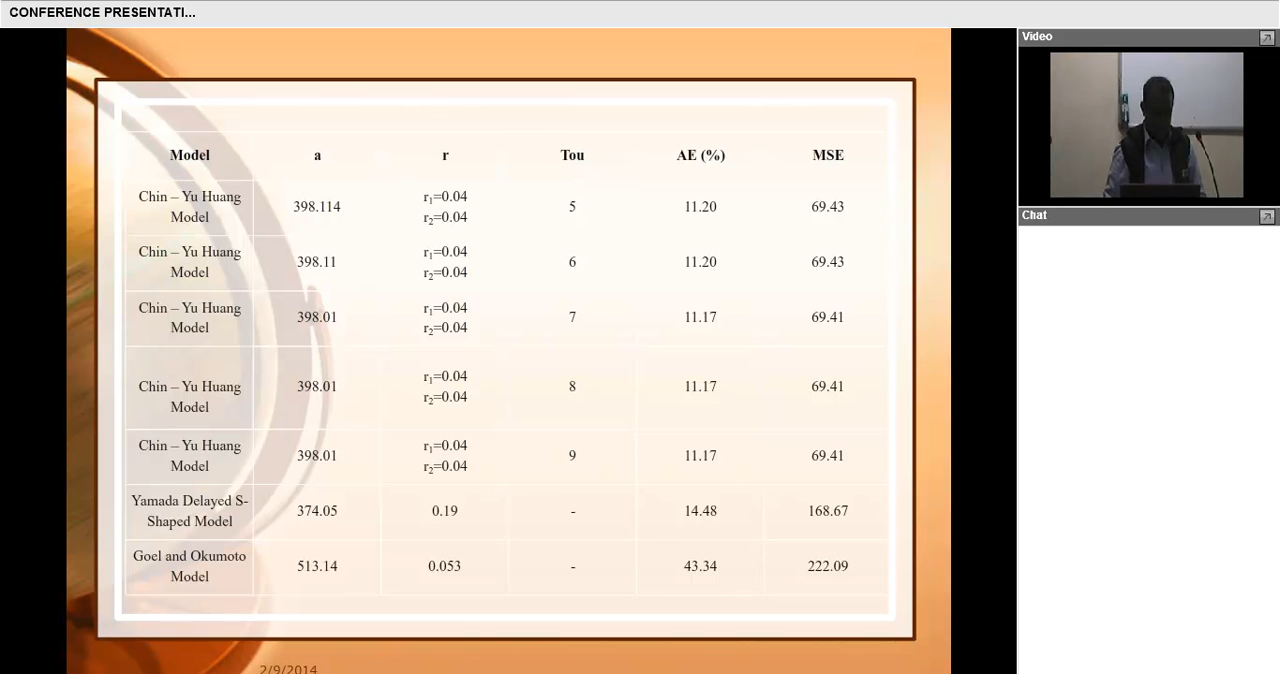 CONFERENCE PRESENTATI...
Video
Chat
Model a r Tou AE (%) MSE
Chin – Yu Huang
Model
398.114
r1=0.04
r2=0.04
5 11.20 69.43
Chin – Yu Huang
Model
398.11
r1=0.04
r2=0.04
6 11.20 69.43
Chin – Yu Huang
Model
398.01
r1=0.04
r2=0.04
7 11.17 69.41
Chin – Yu Huang
Model
398.01
r1=0.04
r2=0.04
8 11.17 69.41
Chin – Yu Huang
Model
398.01
r1=0.04
r2=0.04
9 11.17 69.41
Yamada Delayed S-
Shaped Model
374.05 0.19 - 14.48 168.67
Goel and Okumoto
Model
513.14 0.053 - 43.34 222.09
2/9/2014